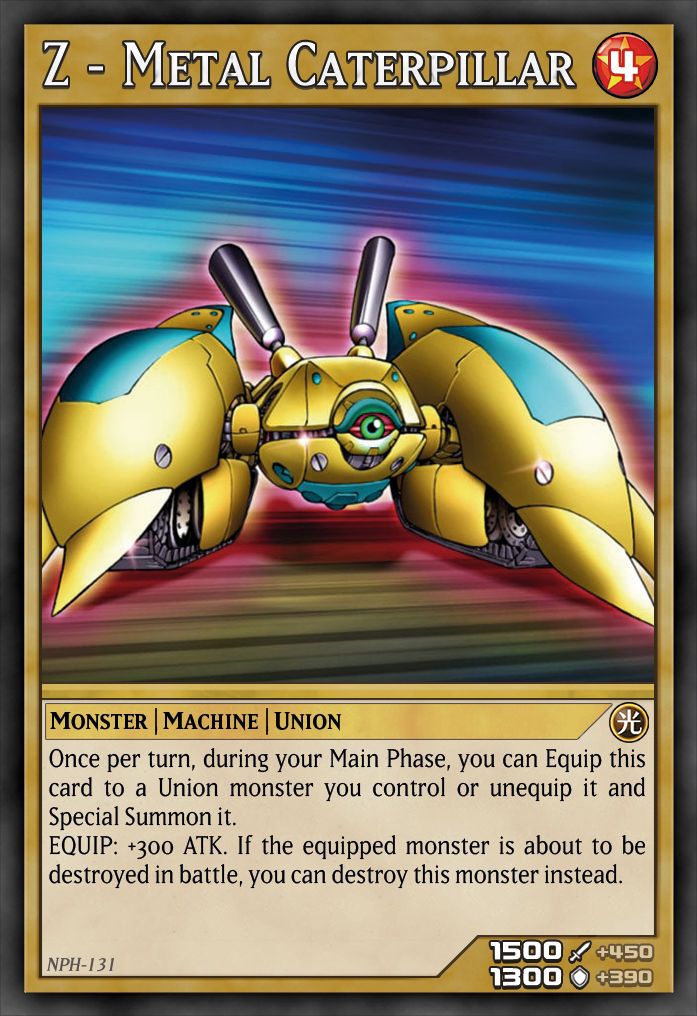 Z - Metal Caterpillar 4
Monster | Machine | Union 光
Once per turn, during your Main Phase, you can Equip this
card to a Union monster you control or unequip it and
Special Summon it.
EQUIP: +300 ATK. If the equipped monster is about to be
destroyed in battle, you can destroy this monster instead.
1500 +450
NPH-131 1300 +390